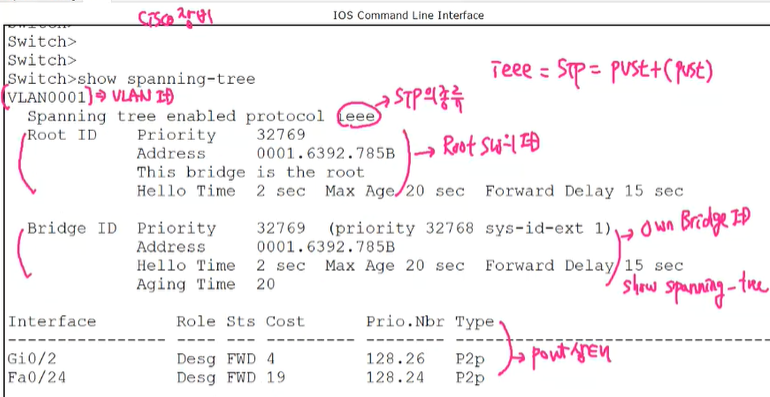 Cisco 장비
IOS Command Line Interface
Switch>
Switch>
Switch>show spanning-tree
VLAN0001 ⇒ VLAN ID
Spanning tree enabled protocol ieee → STP의 종류
ieee = STP = PVSt+(PVSt)
Root ID Priority 32769
Address 0001.6392.785B → Root SW의 ID
This bridge is the root
Hello Time 2 sec Max Age 20 sec Forward Delay 15 sec
Bridge ID Priority 32769 (priority 32768 sys-id-ext 1) → Own Bridge ID
Address 0001.6392.785B
Hello Time 2 sec Max Age 20 sec Forward Delay 15 sec
Aging Time 20
show spanning-tree
Interface Role Sts Cost Prio.Nbr Type
---------------- ---- --- --------- -------- --------------------------------
Gi0/2 Desg FWD 4 128.26 P2p → port 상태
Fa0/24 Desg FWD 19 128.24 P2p